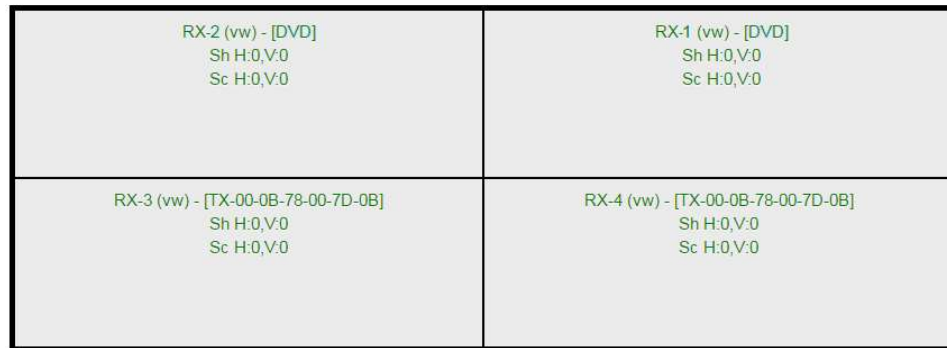 RX-2 (vw) - [DVD]
Sh H:0,V:0
Sc H:0,V:0
RX-1 (vw) - [DVD]
Sh H:0,V:0
Sc H:0,V:0
RX-3 (vw) - [TX-00-0B-78-00-7D-0B]
Sh H:0,V:0
Sc H:0,V:0
RX-4 (vw) - [TX-00-0B-78-00-7D-0B]
Sh H:0,V:0
Sc H:0,V:0